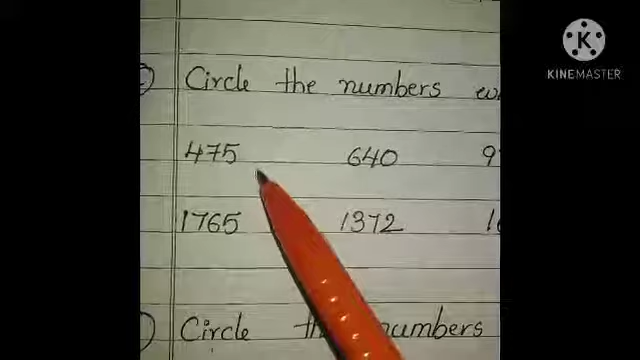 KINEMASTER
Circle the numbers
475 640
1765 1372
Circle numbers